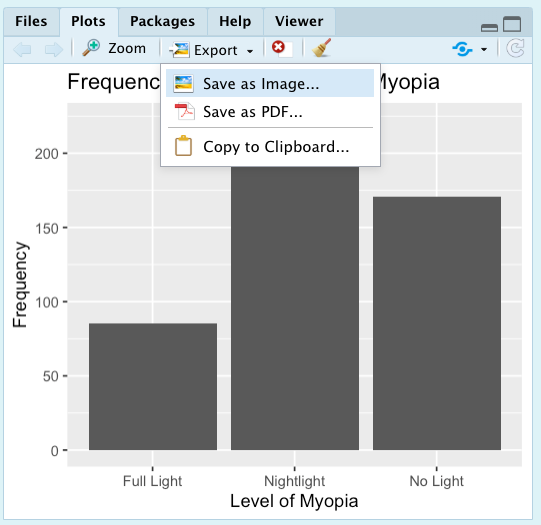 Files Plots Packages Help Viewer
Zoom Export
Frequenc Myopia
Save as Image...
Save as PDF...
Copy to Clipboard...
200
150
100
50
0
Frequency
Full Light Nightlight No Light
Level of Myopia